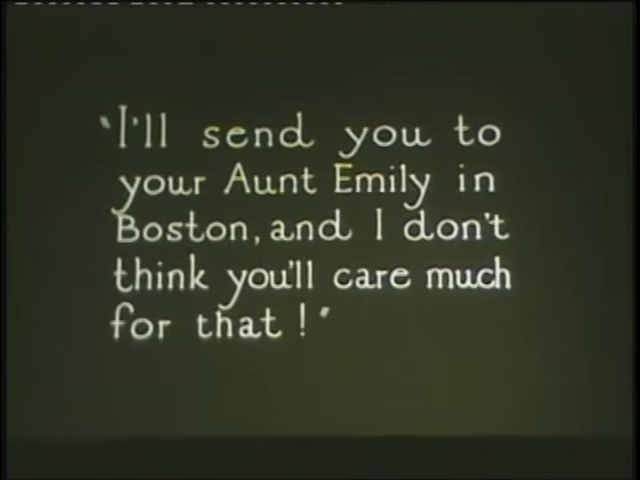 "I'll send you to
your Aunt Emily in
Boston, and I don't
think you'll care much
for that!"